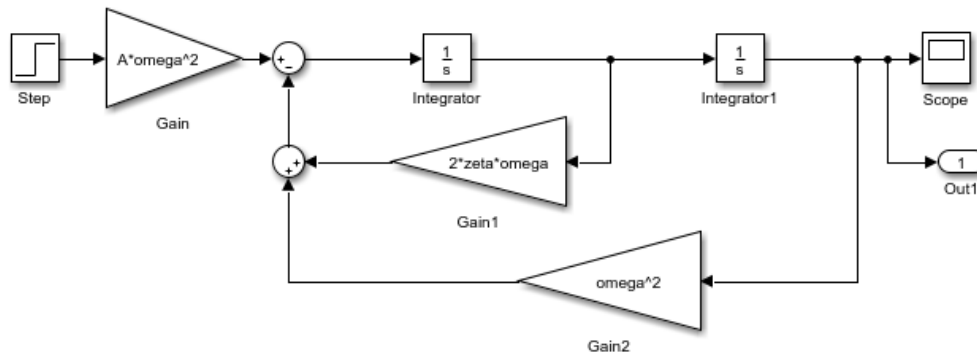 Step
A*omega^2
Gain
+
−
1
s
Integrator
1
s
Integrator1
Scope
+
+
2*zeta*omega
Gain1
1
Out1
omega^2
Gain2